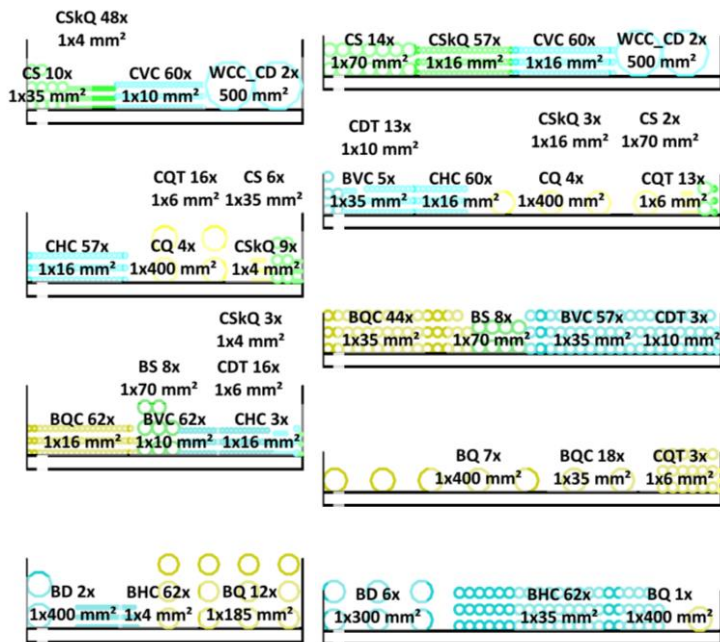 CSkQ 48x
1x4 mm²
CS 10x CVC 60x WCC_CD 2x
1x35 mm² 1x10 mm² 500 mm²
CS 14x CSkQ 57x CVC 60x WCC_CD 2x
1x70 mm² 1x16 mm² 1x16 mm² 500 mm²
CQT 16x CS 6x
1x6 mm² 1x35 mm²
CHC 57x CQ 4x CSkQ 9x
1x16 mm² 1x400 mm² 1x4 mm²
CDT 13x CSkQ 3x CS 2x
1x10 mm² 1x16 mm² 1x70 mm²
BVC 5x CHC 60x CQ 4x CQT 13x
1x35 mm² 1x16 mm² 1x400 mm² 1x6 mm²
CSkQ 3x
1x4 mm²
BS 8x CDT 16x
1x70 mm² 1x6 mm²
BQC 62x BVC 62x CHC 3x
1x16 mm² 1x10 mm² 1x16 mm²
BQC 44x BS 8x BVC 57x CDT 3x
1x35 mm² 1x70 mm² 1x35 mm² 1x10 mm²
BQ 7x BQC 18x CQT 3x
1x400 mm² 1x35 mm² 1x6 mm²
BD 2x BHC 62x BQ 12x
1x400 mm² 1x4 mm² 1x185 mm²
BD 6x BHC 62x BQ 1x
1x300 mm² 1x35 mm² 1x400 mm²